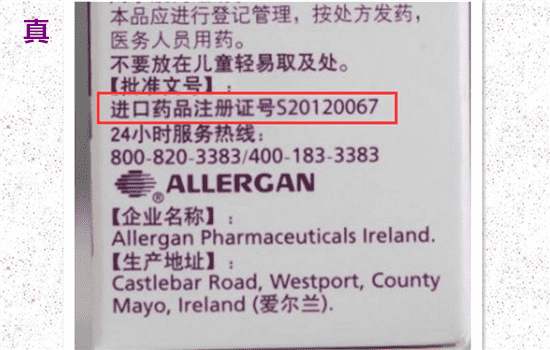 真
本品应进行登记管理，按处方发药，
医务人员用药。
不要放在儿童轻易取及处。
【批准文号】：
进口药品注册证号S20120067
24小时服务热线：
800-820-3383/400-183-3383
® ALLERGAN
【企业名称】：
Allergan Pharmaceuticals Ireland.
【生产地址】：
Castlebar Road, Westport, County
Mayo, Ireland (爱尔兰).